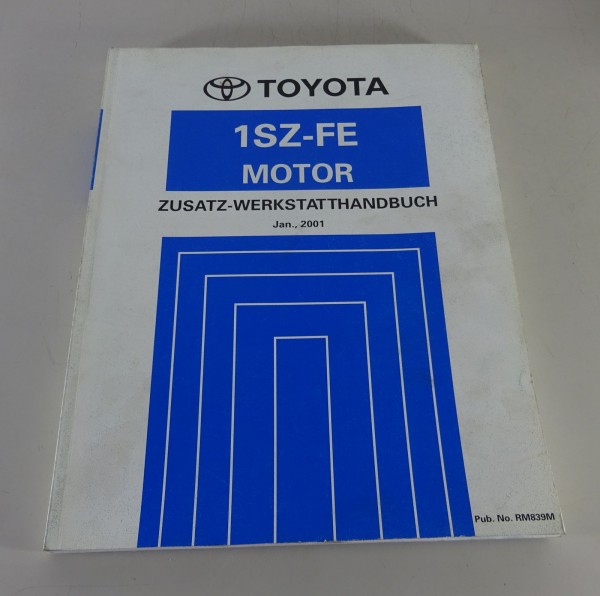 TOYOTA
1SZ-FE
MOTOR
ZUSATZ-WERKSTATTHANDBUCH
Jan., 2001
Pub. No. RM839M